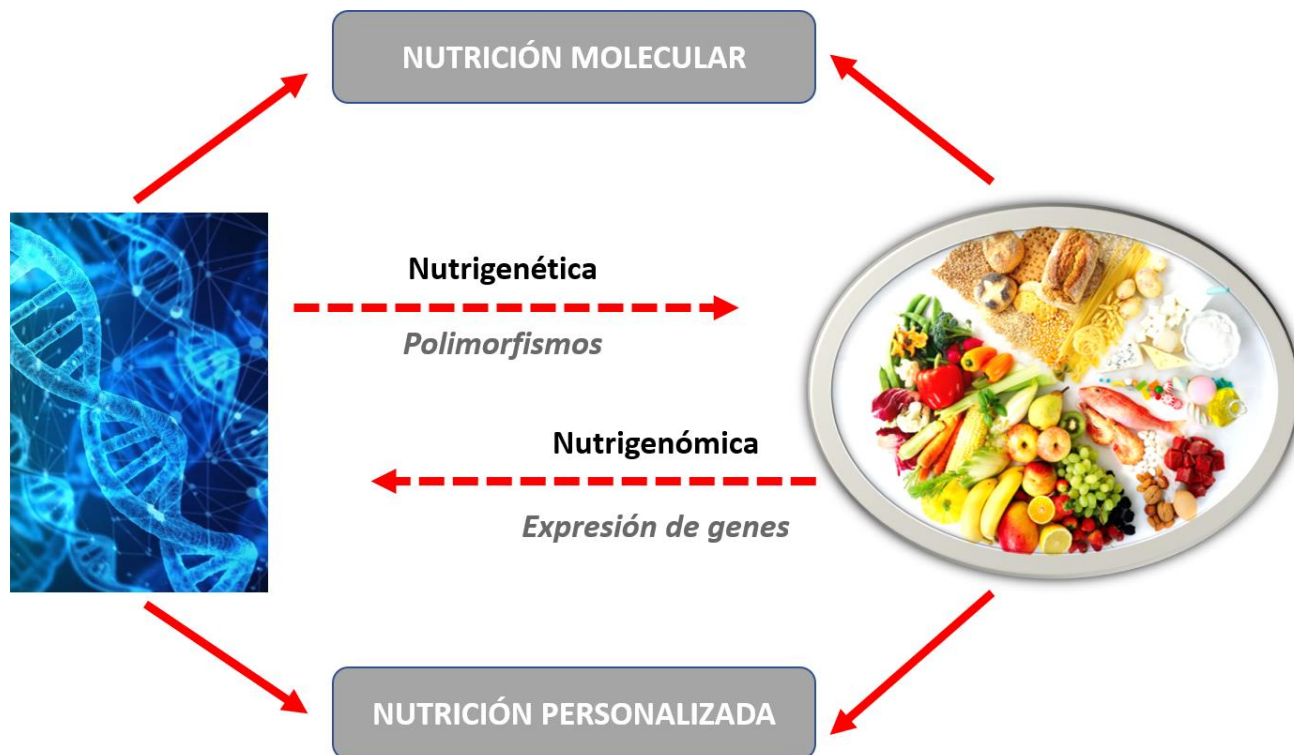 NUTRICIÓN MOLECULAR
Nutrigenética
Polimorfismos
Nutrigenómica
Expresión de genes
NUTRICIÓN PERSONALIZADA